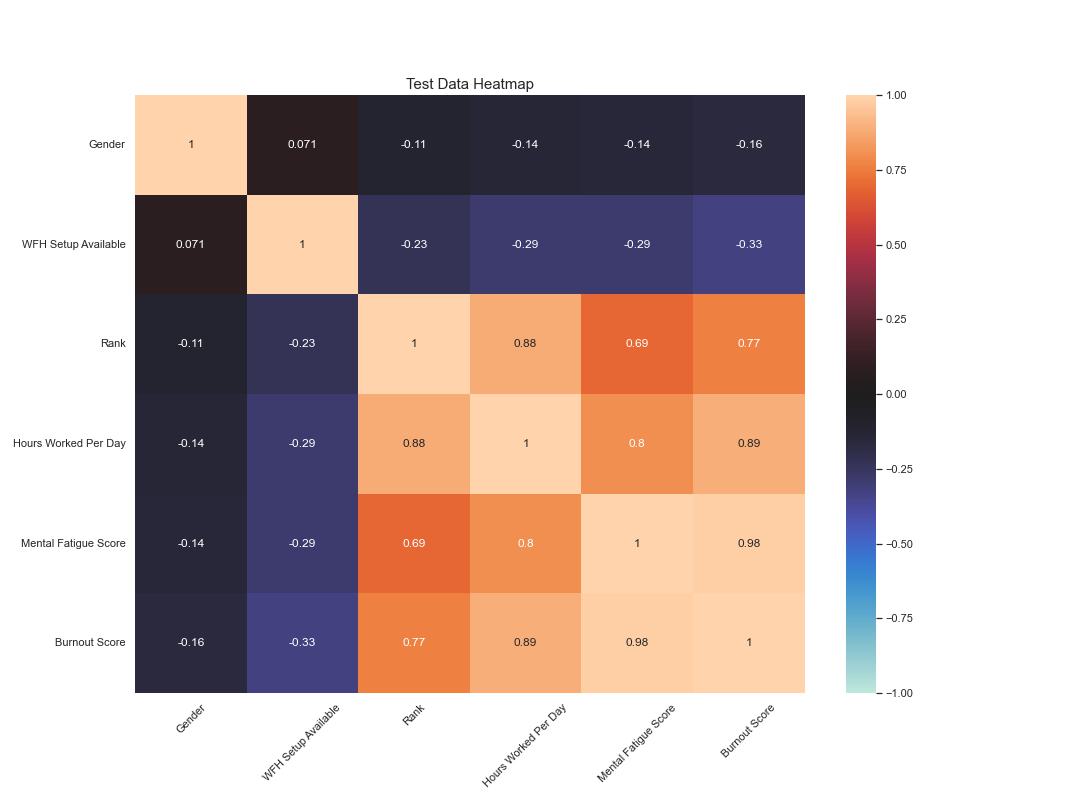 Test Data Heatmap
Gender 1 0.071 -0.11 -0.14 -0.14 -0.16
WFH Setup Available 0.071 1 -0.23 -0.29 -0.29 -0.33
Rank -0.11 -0.23 1 0.88 0.69 0.77
Hours Worked Per Day -0.14 -0.29 0.88 1 0.8 0.89
Mental Fatigue Score -0.14 -0.29 0.69 0.8 1 0.98
Burnout Score -0.16 -0.33 0.77 0.89 0.98 1
Gender
WFH Setup Available
Rank
Hours Worked Per Day
Mental Fatigue Score
Burnout Score
1.00
0.75
0.50
0.25
0.00
−0.25
−0.50
−0.75
−1.00